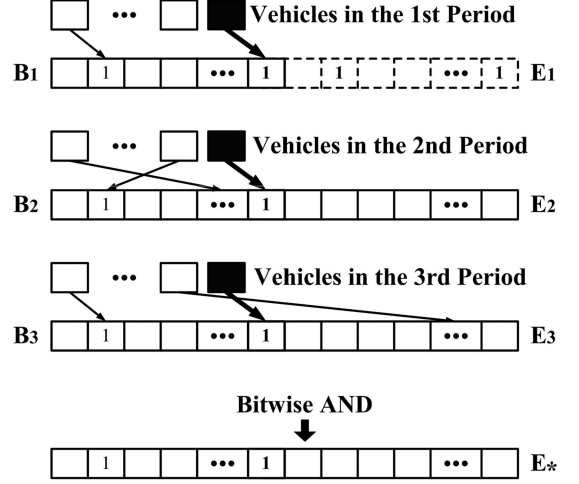 ••• Vehicles in the 1st Period
B1 1 ••• 1 1 ••• 1 E1
••• Vehicles in the 2nd Period
B2 1 ••• 1 ••• E2
••• Vehicles in the 3rd Period
B3 1 ••• 1 ••• E3
Bitwise AND
1 ••• 1 ••• E*